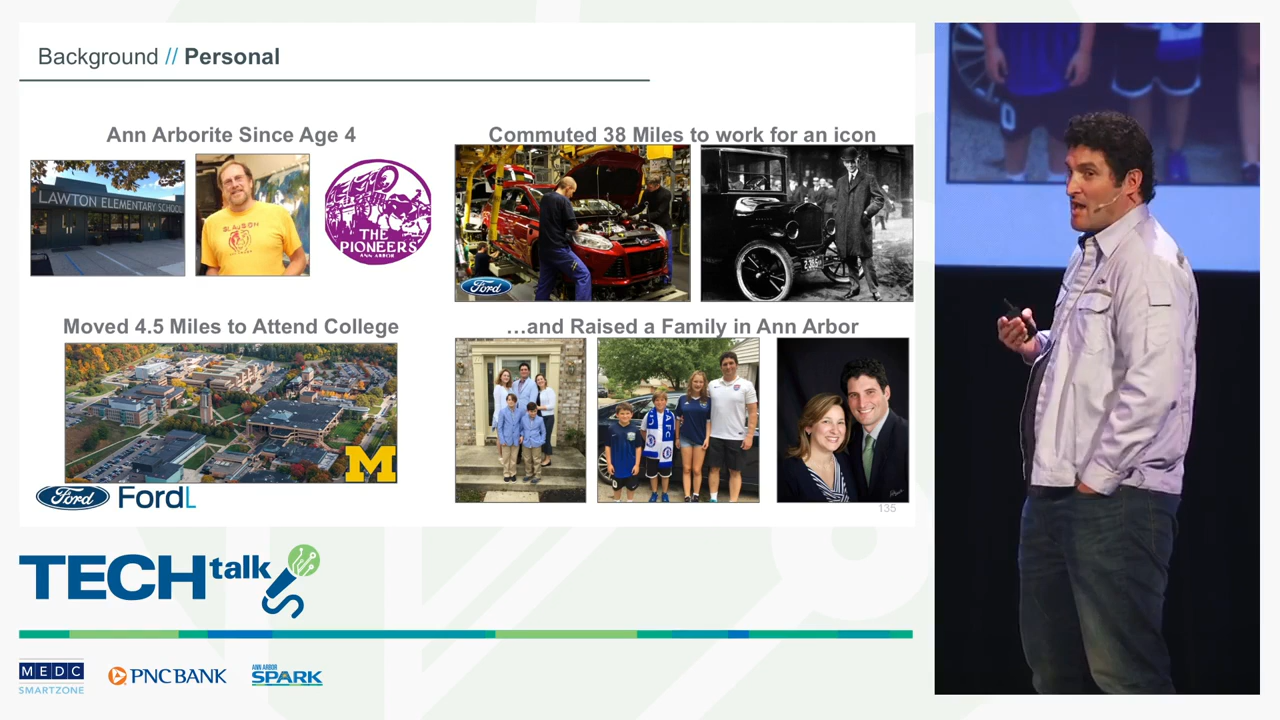 Background // Personal
Ann Arborite Since Age 4
Commuted 38 Miles to work for an icon
LAWTON ELEMENTARY SCHOOL
THE
PIONEERS
ANN ARBOR
Ford
Moved 4.5 Miles to Attend College
…and Raised a Family in Ann Arbor
M
Ford FordL
135
TECH talk
MEDC
SMARTZONE
PNC BANK
ANN ARBOR
SPARK